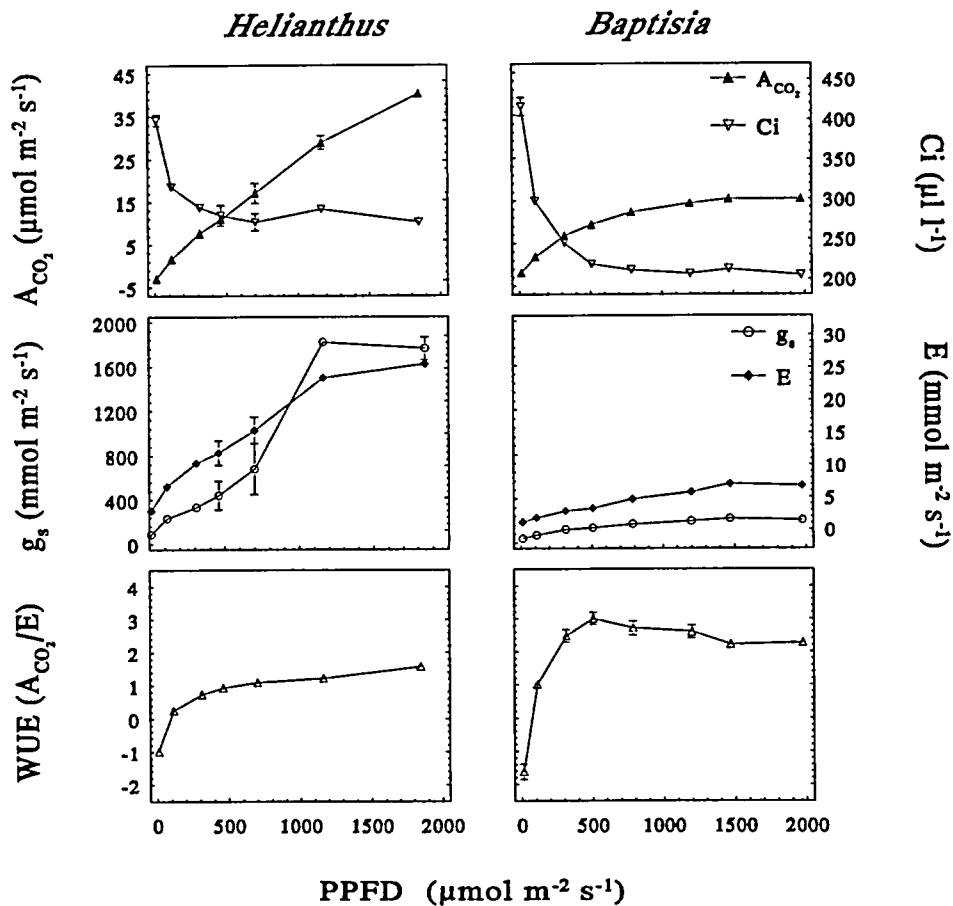 Helianthus
Baptisia
A_CO₂ (μmol m⁻² s⁻¹)
45
35
25
15
5
-5
A_CO₂
Ci
450
400
350
300
250
200
Ci (μl l⁻¹)
g_s (mmol m⁻² s⁻¹)
2000
1600
1200
800
400
0
g_s
E
30
25
20
15
10
5
0
E (mmol m⁻² s⁻¹)
WUE (A_CO₂/E)
4
3
2
1
0
-1
-2
0 500 1000 1500 2000
0 500 1000 1500 2000
PPFD (μmol m⁻² s⁻¹)